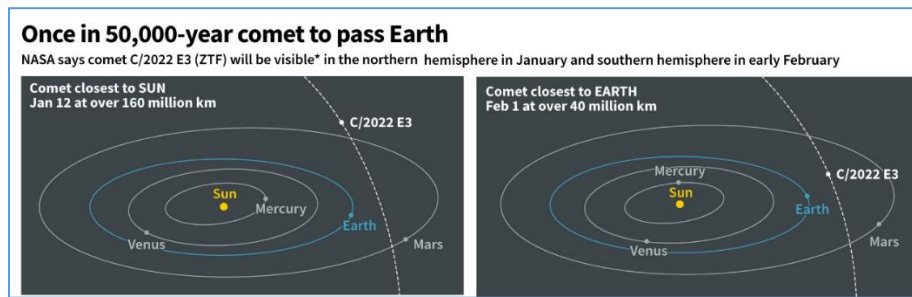 Once in 50,000-year comet to pass Earth
NASA says comet C/2022 E3 (ZTF) will be visible* in the northern hemisphere in January and southern hemisphere in early February
Comet closest to SUN
Jan 12 at over 160 million km
C/2022 E3
Sun
Mercury
Earth
Venus
Mars
Comet closest to EARTH
Feb 1 at over 40 million km
Mercury
C/2022 E3
Sun
Earth
Venus
Mars